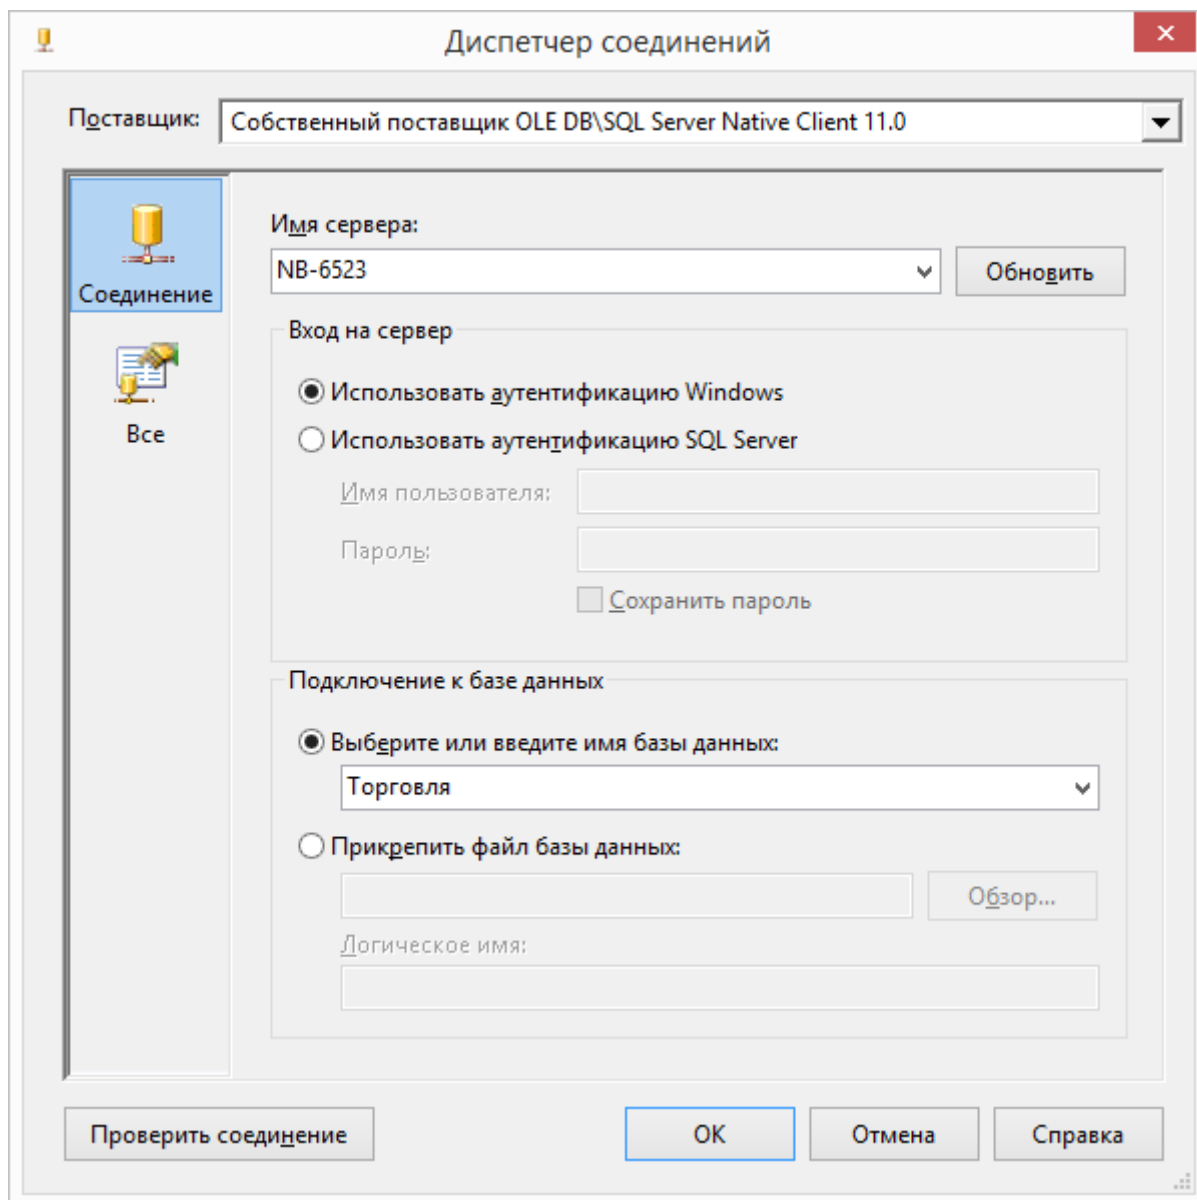 Диспетчер соединений
Поставщик: Собственный поставщик OLE DB\SQL Server Native Client 11.0
Соединение
Все
Имя сервера:
NB-6523 Обновить
Вход на сервер
Использовать аутентификацию Windows
Использовать аутентификацию SQL Server
Имя пользователя:
Пароль:
Сохранить пароль
Подключение к базе данных
Выберите или введите имя базы данных:
Торговля
Прикрепить файл базы данных:
Обзор...
Логическое имя:
Проверить соединение ОК Отмена Справка